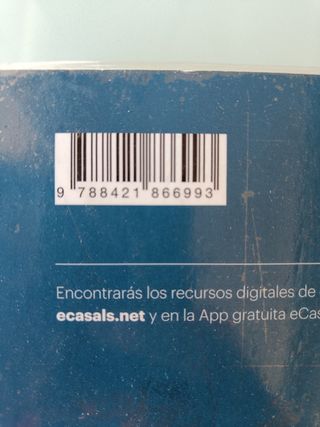 9 788421 866993
Encontrarás los recursos digitales de
ecasals.net y en la App gratuita eCas